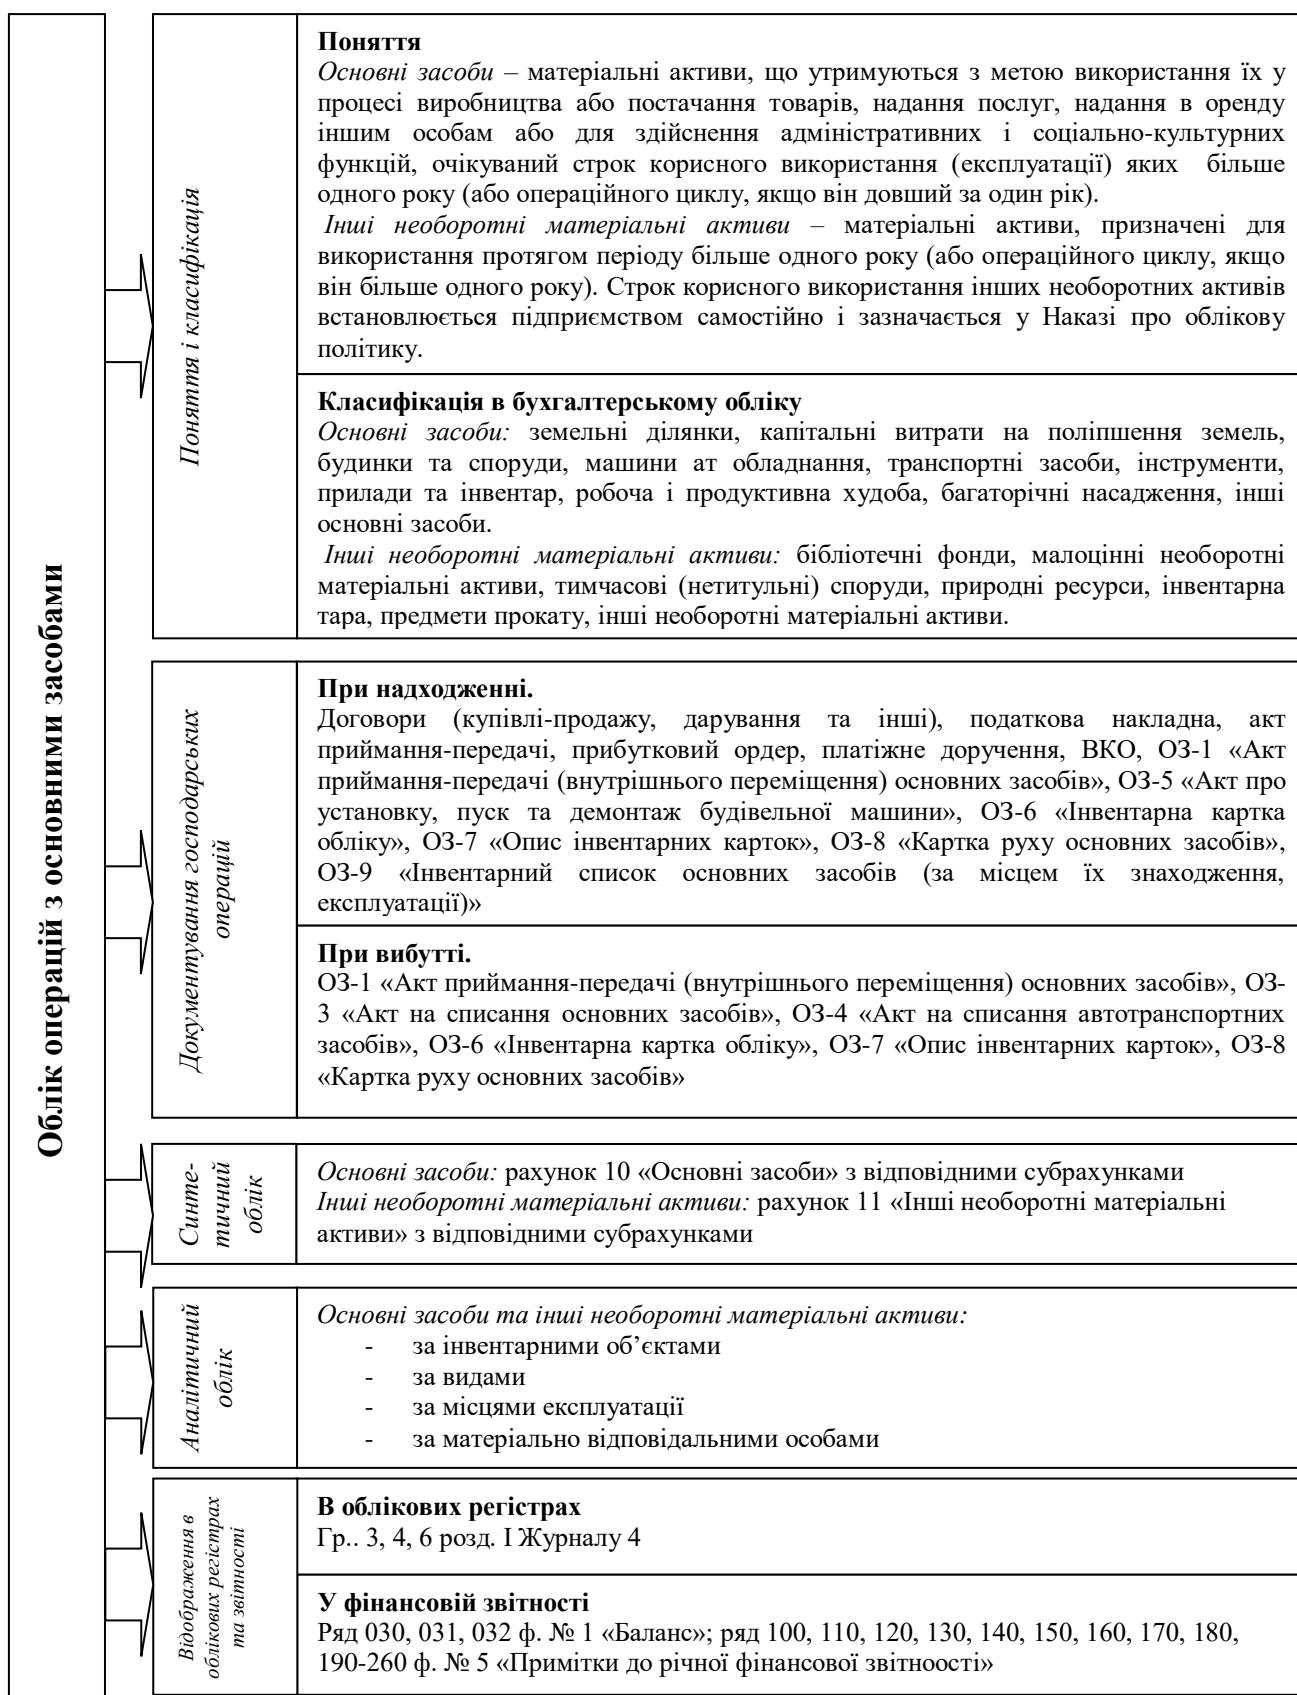 Облік операцій з основними засобами
Поняття і класифікація
Поняття
Основні засоби – матеріальні активи, що утримуються з метою використання їх у
процесі виробництва або постачання товарів, надання послуг, надання в оренду
іншим особам або для здійснення адміністративних і соціально-культурних
функцій, очікуваний строк корисного використання (експлуатації) яких більше
одного року (або операційного циклу, якщо він довший за один рік).
Інші необоротні матеріальні активи – матеріальні активи, призначені для
використання протягом періоду більше одного року (або операційного циклу, якщо
він більше одного року). Строк корисного використання інших необоротних активів
встановлюється підприємством самостійно і зазначається у Наказі про облікову
політику.
Класифікація в бухгалтерському обліку
Основні засоби: земельні ділянки, капітальні витрати на поліпшення земель,
будинки та споруди, машини ат обладнання, транспортні засоби, інструменти,
прилади та інвентар, робоча і продуктивна худоба, багаторічні насадження, інші
основні засоби.
Інші необоротні матеріальні активи: бібліотечні фонди, малоцінні необоротні
матеріальні активи, тимчасові (нетитульні) споруди, природні ресурси, інвентарна
тара, предмети прокату, інші необоротні матеріальні активи.
Документування господарських
операцій
При надходженні.
Договори (купівлі-продажу, дарування та інші), податкова накладна, акт
приймання-передачі, прибутковий ордер, платіжне доручення, ВКО, ОЗ-1 «Акт
приймання-передачі (внутрішнього переміщення) основних засобів», ОЗ-5 «Акт про
установку, пуск та демонтаж будівельної машини», ОЗ-6 «Інвентарна картка
обліку», ОЗ-7 «Опис інвентарних карток», ОЗ-8 «Картка руху основних засобів»,
ОЗ-9 «Інвентарний список основних засобів (за місцем їх знаходження,
експлуатації)»
При вибутті.
ОЗ-1 «Акт приймання-передачі (внутрішнього переміщення) основних засобів», ОЗ-
3 «Акт на списання основних засобів», ОЗ-4 «Акт на списання автотранспортних
засобів», ОЗ-6 «Інвентарна картка обліку», ОЗ-7 «Опис інвентарних карток», ОЗ-8
«Картка руху основних засобів»
Синте-
тичний
облік
Основні засоби: рахунок 10 «Основні засоби» з відповідними субрахунками
Інші необоротні матеріальні активи: рахунок 11 «Інші необоротні матеріальні
активи» з відповідними субрахунками
Аналітичний
облік
Основні засоби та інші необоротні матеріальні активи:
- за інвентарними об’єктами
- за видами
- за місцями експлуатації
- за матеріально відповідальними особами
Відображення в
облікових регістрах
та звітності
В облікових регістрах
Гр.. 3, 4, 6 розд. І Журналу 4
У фінансовій звітності
Ряд 030, 031, 032 ф. № 1 «Баланс»; ряд 100, 110, 120, 130, 140, 150, 160, 170, 180,
190-260 ф. № 5 «Примітки до річної фінансової звітноості»